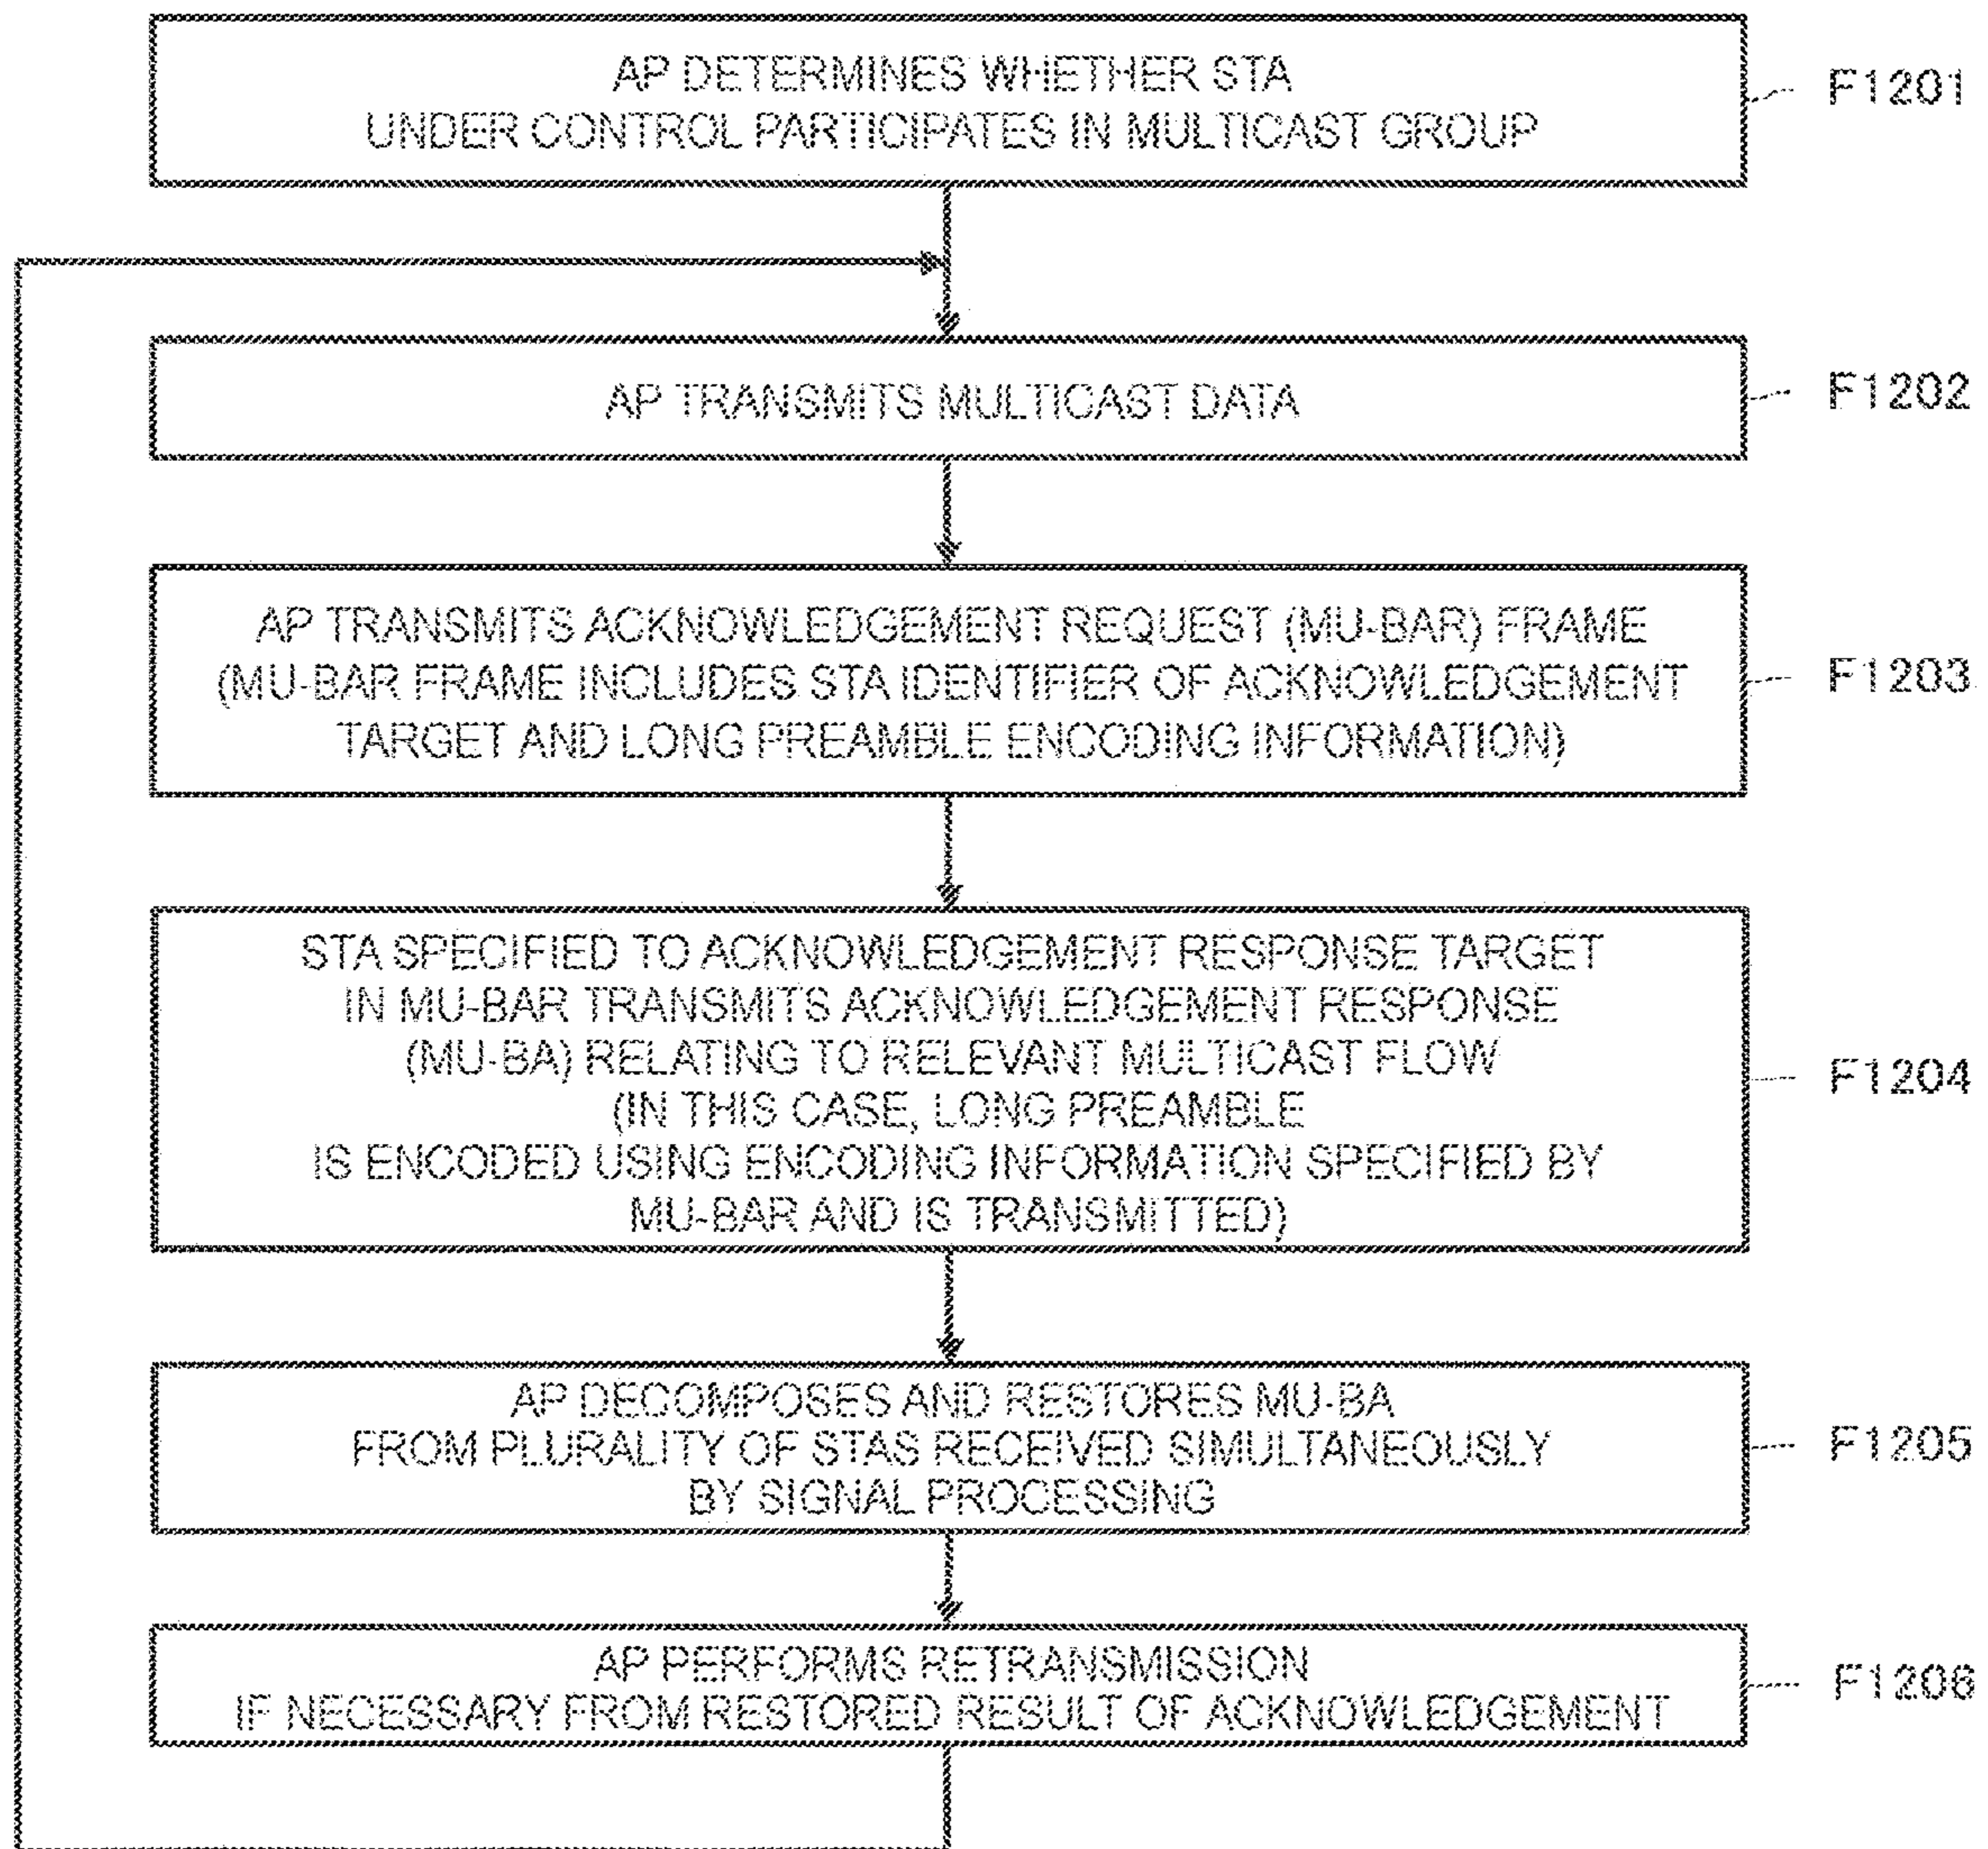 AP DETERMINES WHETHER STA
UNDER CONTROL PARTICIPATES IN MULTICAST GROUP
F1201
AP TRANSMITS MULTICAST DATA
F1202
AP TRANSMITS ACKNOWLEDGEMENT REQUEST (MU-BAR) FRAME
(MU-BAR FRAME INCLUDES STA IDENTIFIER OF ACKNOWLEDGEMENT
TARGET AND LONG PREAMBLE ENCODING INFORMATION)
F1203
STA SPECIFIED TO ACKNOWLEDGEMENT RESPONSE TARGET
IN MU-BAR TRANSMITS ACKNOWLEDGEMENT RESPONSE
(MU-BA) RELATING TO RELEVANT MULTICAST FLOW
(IN THIS CASE, LONG PREAMBLE
IS ENCODED USING ENCODING INFORMATION SPECIFIED BY
MU-BAR AND IS TRANSMITTED)
F1204
AP DECOMPOSES AND RESTORES MU-BA
FROM PLURALITY OF STAS RECEIVED SIMULTANEOUSLY
BY SIGNAL PROCESSING
F1205
AP PERFORMS RETRANSMISSION
IF NECESSARY FROM RESTORED RESULT OF ACKNOWLEDGEMENT
F1206